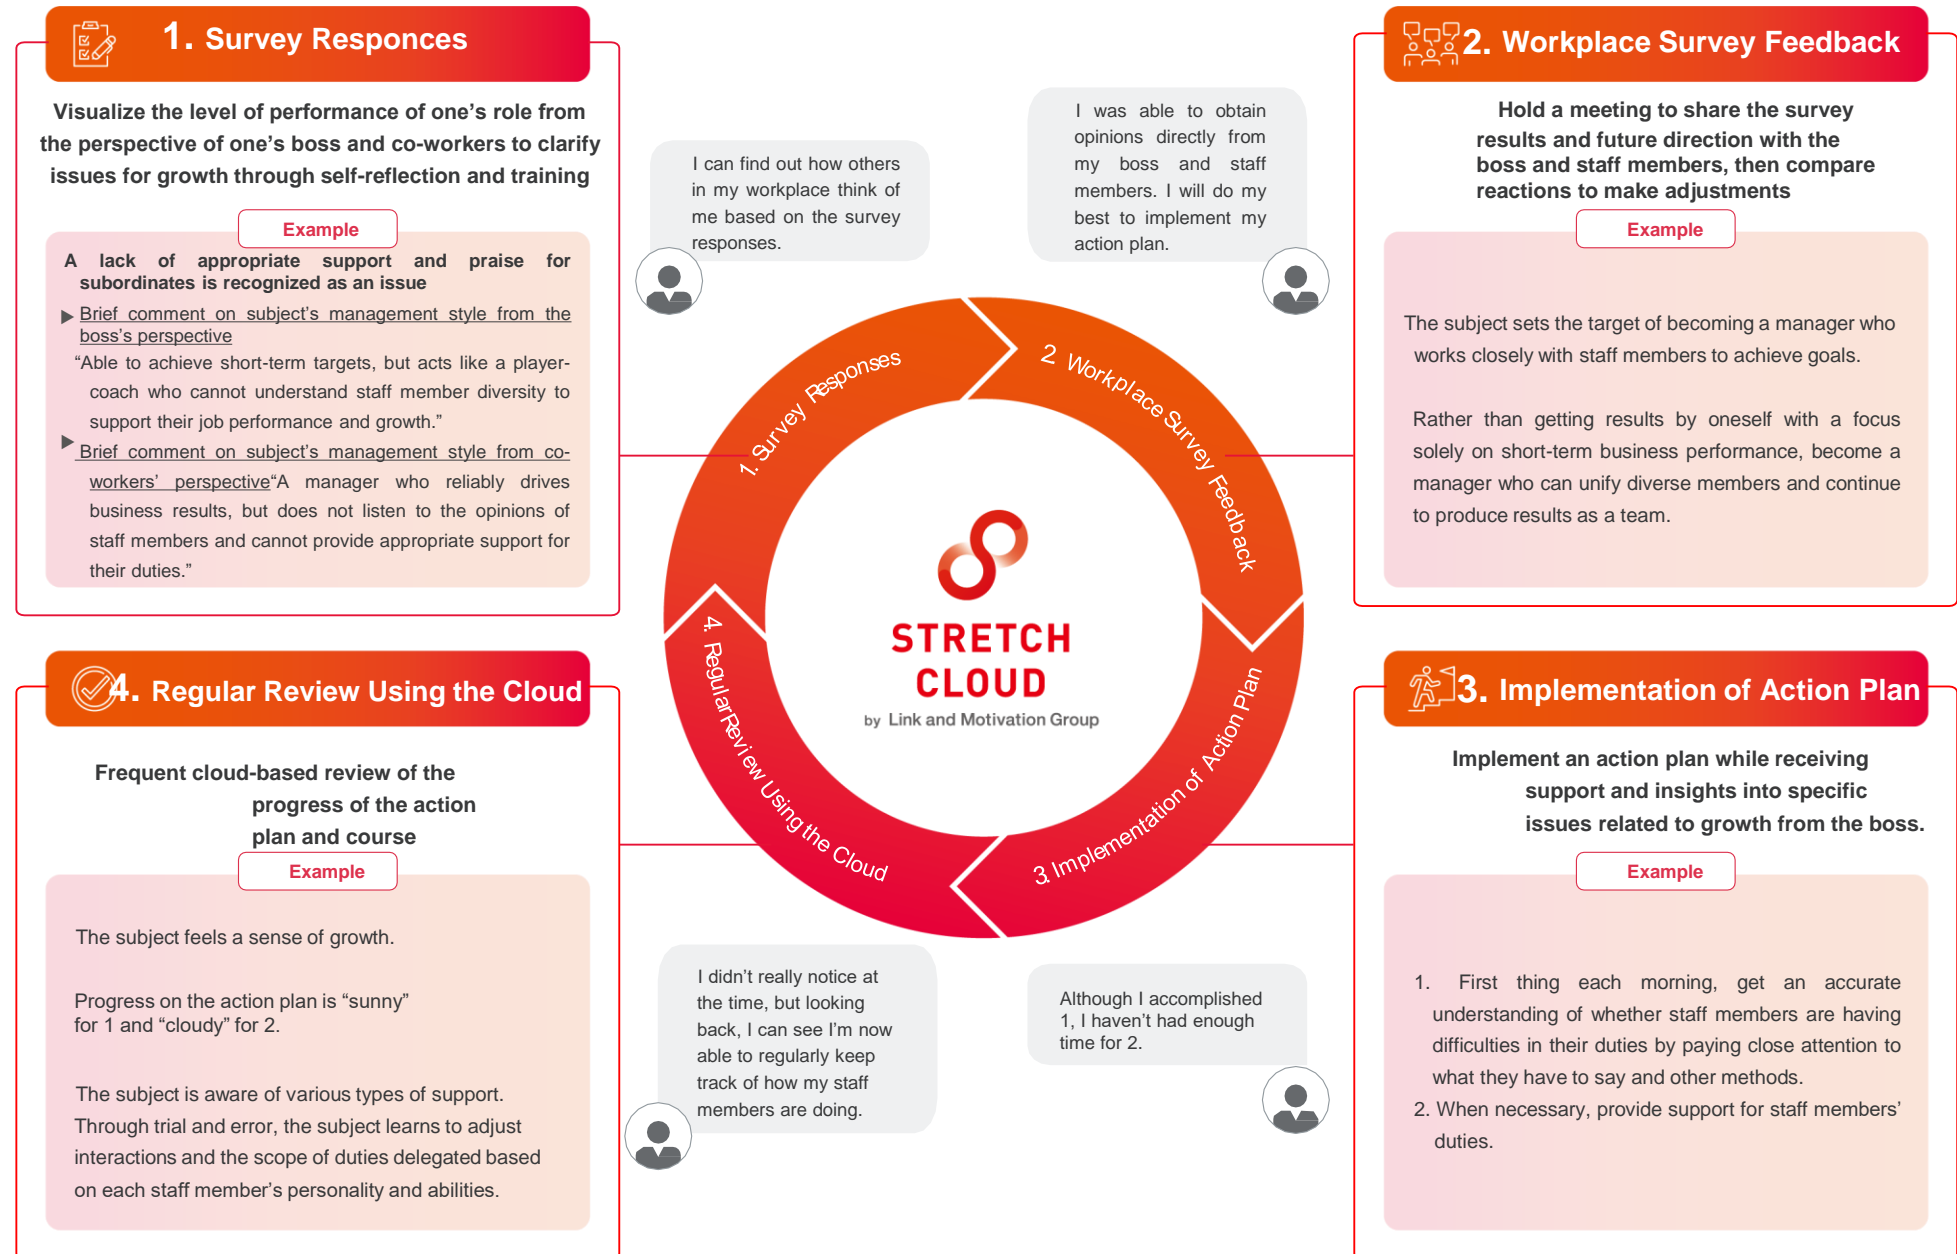 1. Survey Responces
Visualize the level of performance of one's role from
the perspective of one's boss and co-workers to clarify
issues for growth through self-reflection and training
Example
A lack of appropriate support and praise for
subordinates is recognized as an issue
▶ Brief comment on subject's management style from the
boss's perspective
“Able to achieve short-term targets, but acts like a player-
coach who cannot understand staff member diversity to
support their job performance and growth.”
▶ Brief comment on subject's management style from co-
workers' perspective“A manager who reliably drives
business results, but does not listen to the opinions of
staff members and cannot provide appropriate support for
their duties.”
I can find out how others
in my workplace think of
me based on the survey
responses.
I was able to obtain
opinions directly from
my boss and staff
members. I will do my
best to implement my
action plan.
2. Workplace Survey Feedback
Hold a meeting to share the survey
results and future direction with the
boss and staff members, then compare
reactions to make adjustments
Example
The subject sets the target of becoming a manager who
works closely with staff members to achieve goals.
Rather than getting results by oneself with a focus
solely on short-term business performance, become a
manager who can unify diverse members and continue
to produce results as a team.
1. Survey Responses
2 Workplace Survey Feedback
3. Implementation of Action Plan
4. Regular Review Using the Cloud
STRETCH
CLOUD
by Link and Motivation Group
4. Regular Review Using the Cloud
Frequent cloud-based review of the
progress of the action
plan and course
Example
The subject feels a sense of growth.
Progress on the action plan is “sunny”
for 1 and “cloudy” for 2.
The subject is aware of various types of support.
Through trial and error, the subject learns to adjust
interactions and the scope of duties delegated based
on each staff member's personality and abilities.
I didn't really notice at
the time, but looking
back, I can see I'm now
able to regularly keep
track of how my staff
members are doing.
Although I accomplished
1, I haven't had enough
time for 2.
3. Implementation of Action Plan
Implement an action plan while receiving
support and insights into specific
issues related to growth from the boss.
Example
1. First thing each morning, get an accurate
understanding of whether staff members are having
difficulties in their duties by paying close attention to
what they have to say and other methods.
2. When necessary, provide support for staff members'
duties.